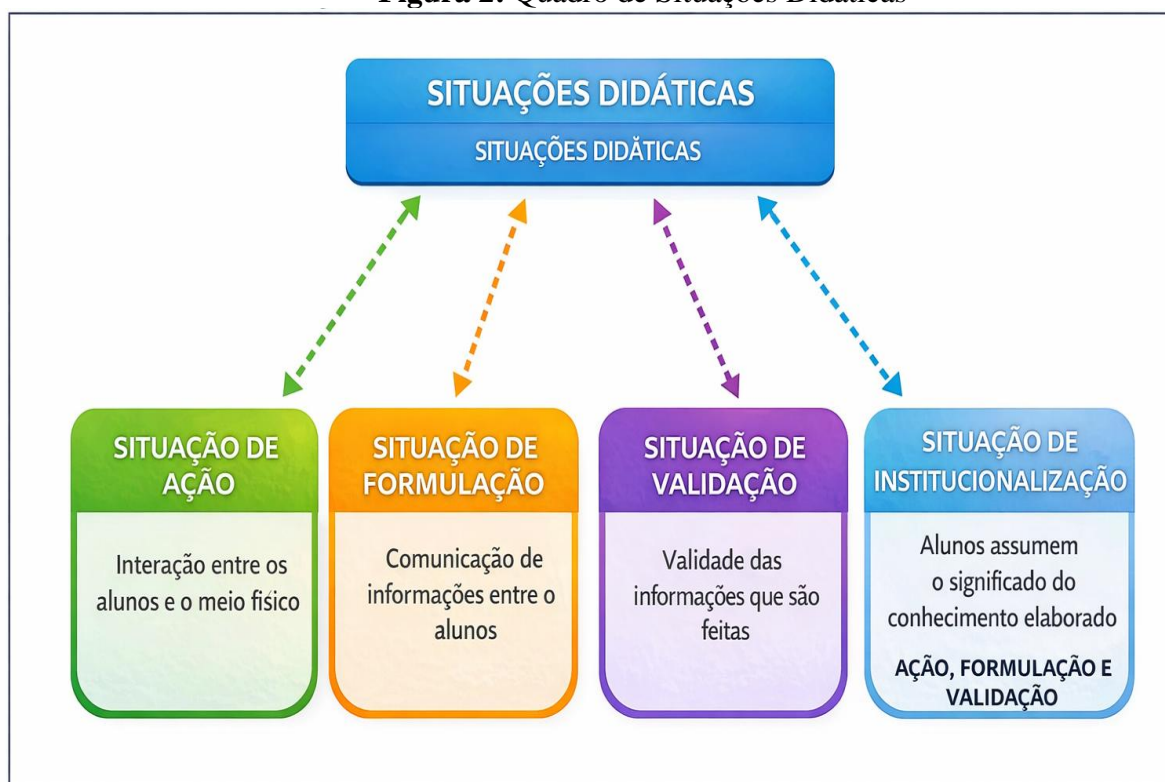 Figura 2: Quadro de Situações Didáticas
SITUAÇÕES DIDÁTICAS
SITUAÇÕES DIDĂTICAS
SITUAÇÃO DE
AÇÃO
Interação entre os
alunos e o meio fisico
SITUAÇÃO DE
FORMULAÇÃO
Comunicação de
informações entre o
alunos
SITUAÇÃO DE
VALIDAÇÃO
Validade das
informações que são
feitas
SITUAÇÃO DE
INSTITUCIONALIZAÇÃO
Alunos assumem
o significado do
conhecimento elaborado
AÇÃO, FORMULAÇÃO E
VALIDAÇÃO